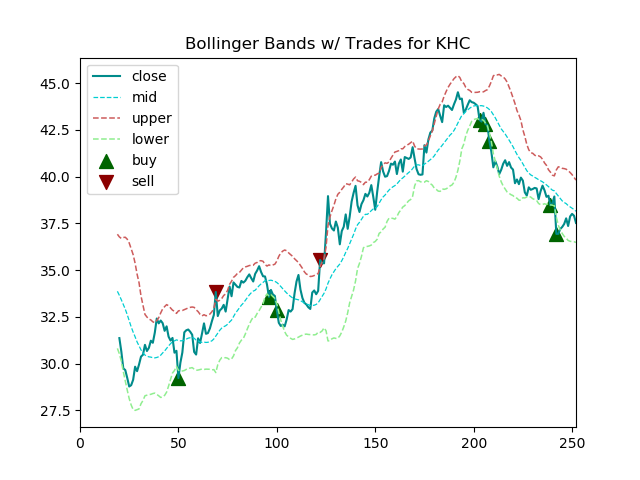 Bollinger Bands w/ Trades for KHC
close
mid
upper
lower
buy
sell
45.0
42.5
40.0
37.5
35.0
32.5
30.0
27.5
0 50 100 150 200 250